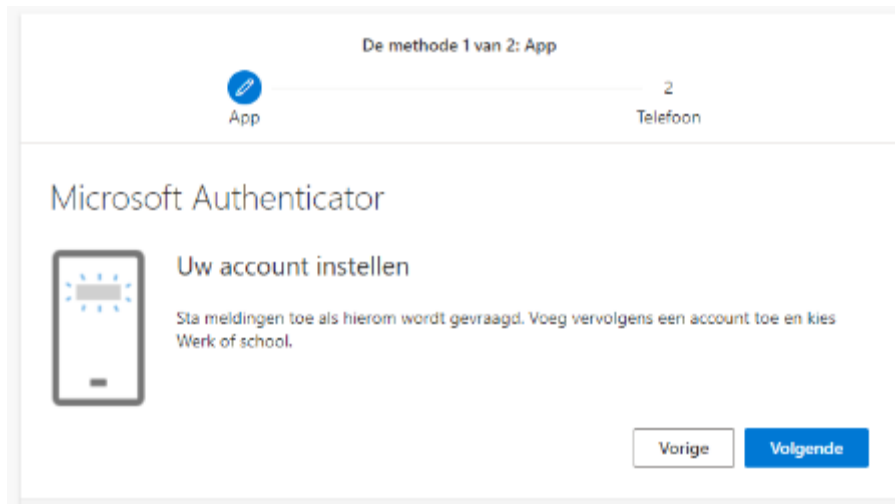 De methode 1 van 2: App
2
App
Telefoon
Microsoft Authenticator
Uw account instellen
Sta meldingen toe als hierom wordt gevraagd. Voeg vervolgens een account toe en kies
Werk of school.
Vorige
Volgende